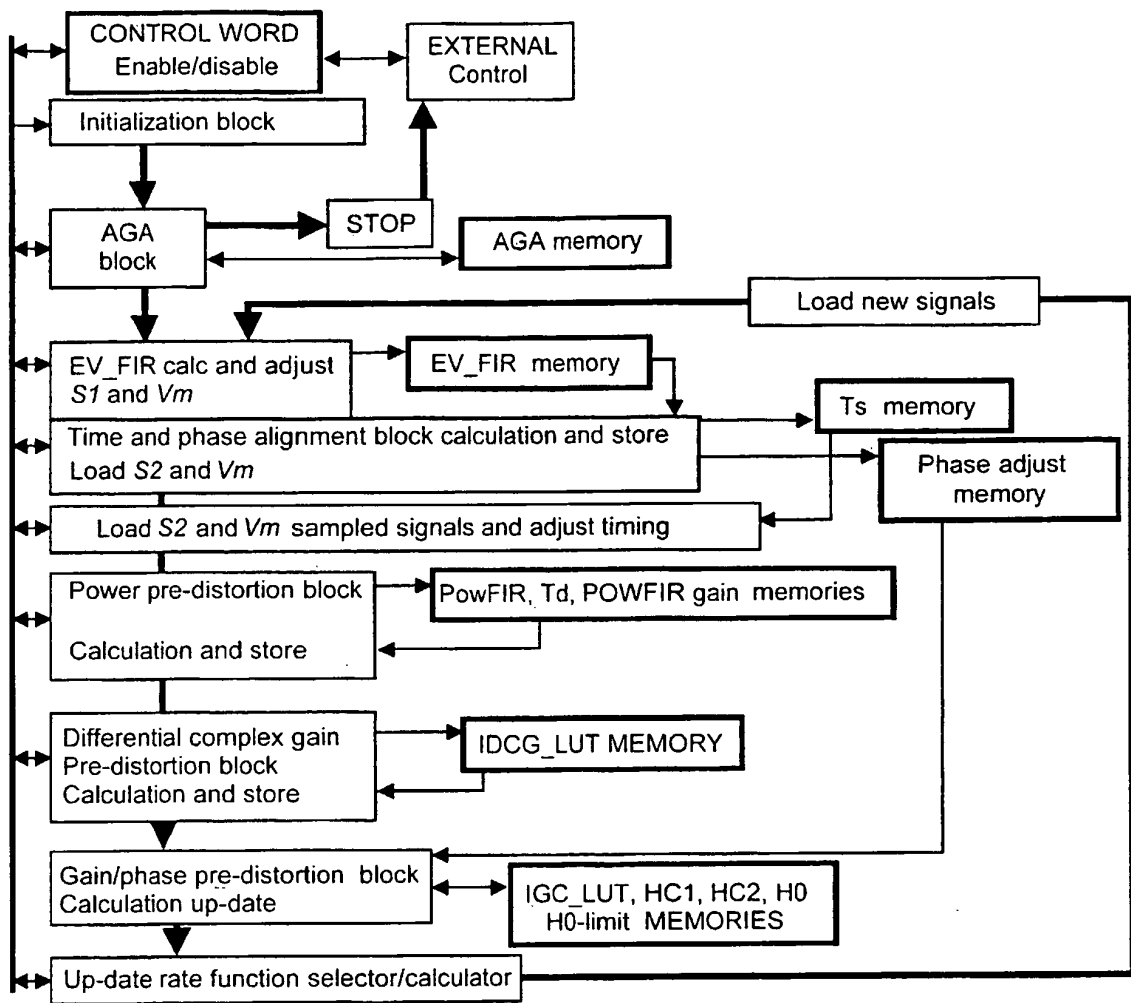 CONTROL WORD
Enable/disable
EXTERNAL
Control
Initialization block
AGA
block
STOP
AGA memory
Load new signals
EV_FIR calc and adjust
S1 and Vm
EV_FIR memory
Ts memory
Time and phase alignment block calculation and store
Load S2 and Vm
Phase adjust
memory
Load S2 and Vm sampled signals and adjust timing
Power pre-distortion block
Calculation and store
PowFIR, Td, POWFIR gain memories
Differential complex gain
Pre-distortion block
Calculation and store
IDCG_LUT MEMORY
Gain/phase pre-distortion block
Calculation up-date
IGC_LUT, HC1, HC2, H0
H0-limit MEMORIES
Up-date rate function selector/calculator